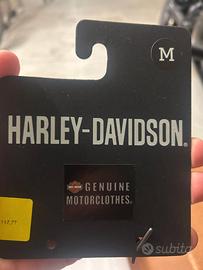 M
HARLEY-DAVIDSON®
GENUINE
MOTORCLOTHES®
subito